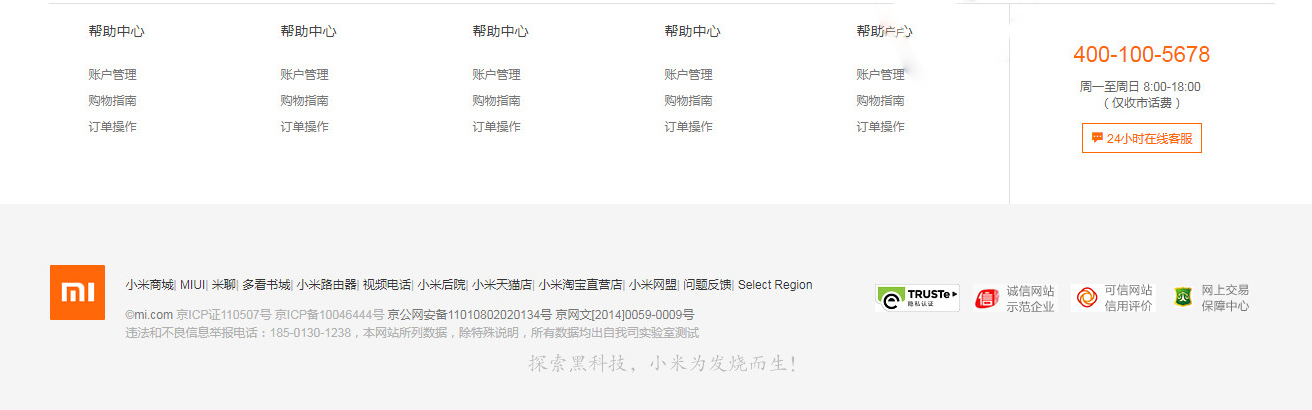 帮助中心 帮助中心 帮助中心 帮助中心 帮助中心
账户管理 账户管理 账户管理 账户管理 账户管理
购物指南 购物指南 购物指南 购物指南 购物指南
订单操作 订单操作 订单操作 订单操作 订单操作
400-100-5678
周一至周日 8:00-18:00
（仅收市话费）
24小时在线客服
mi
小米商城| MIUI| 米聊| 多看书城| 小米路由器| 视频电话| 小米后院| 小米天猫店| 小米淘宝直营店| 小米网盟| 问题反馈| Select Region
©mi.com 京ICP证110507号 京ICP备10046444号 京公网安备11010802020134号 京网文[2014]0059-0009号
违法和不良信息举报电话：185-0130-1238，本网站所列数据，除特殊说明，所有数据均出自我司实验室测试
探索黑科技，小米为发烧而生！
TRUSTe
隐私认证
诚信网站
示范企业
可信网站
信用评价
网上交易
保障中心